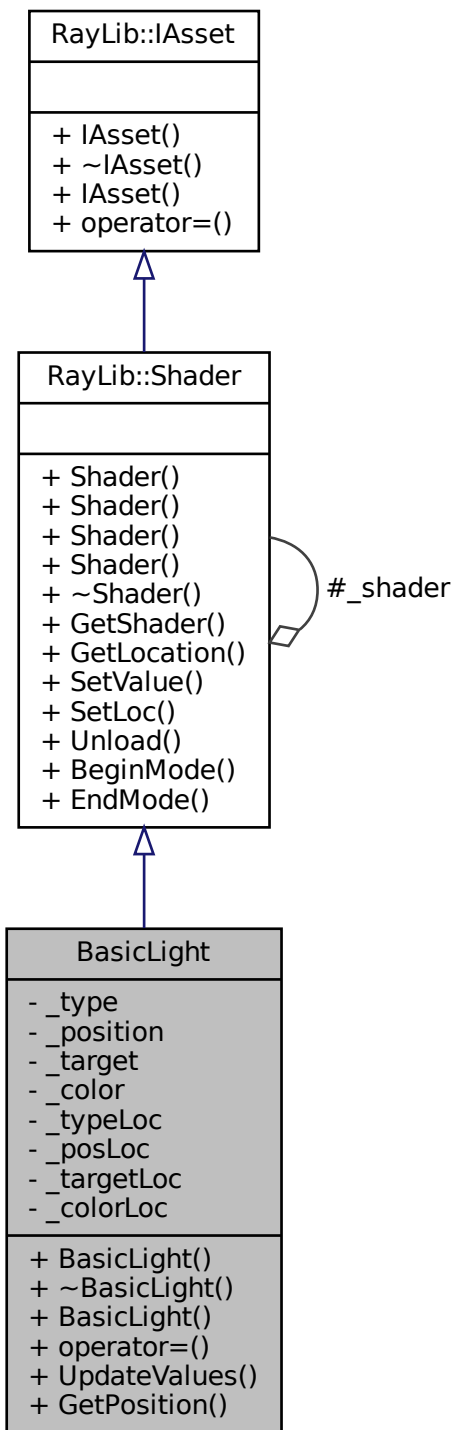 RayLib::IAsset
+ IAsset()
+ ~IAsset()
+ IAsset()
+ operator=()
RayLib::Shader
+ Shader()
+ Shader()
+ Shader()
+ Shader()
+ ~Shader()
+ GetShader()
+ GetLocation()
+ SetValue()
+ SetLoc()
+ Unload()
+ BeginMode()
+ EndMode()
#_shader
BasicLight
- _type
- _position
- _target
- _color
- _typeLoc
- _posLoc
- _targetLoc
- _colorLoc
+ BasicLight()
+ ~BasicLight()
+ BasicLight()
+ operator=()
+ UpdateValues()
+ GetPosition()